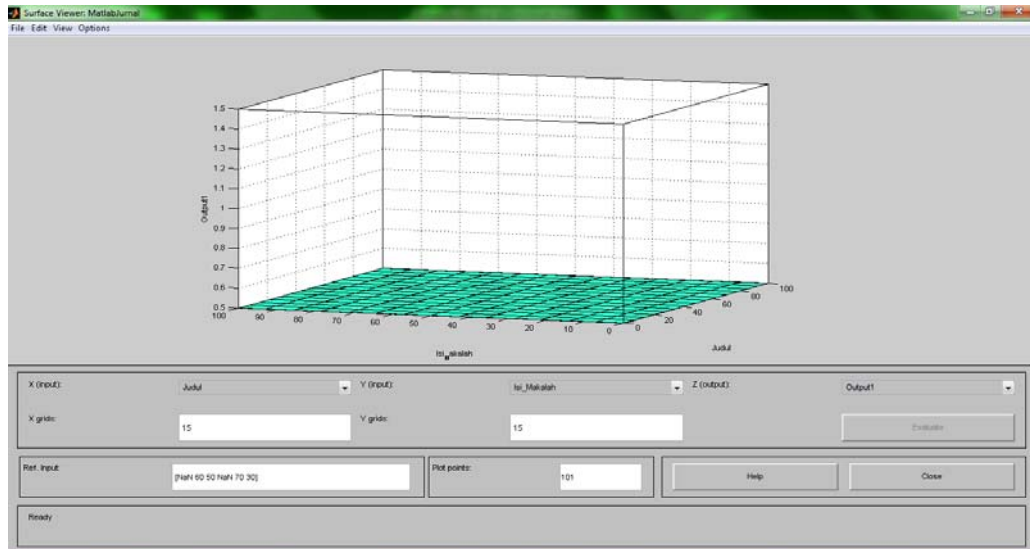 Surface Viewer: MatlabJurnal
File Edit View Options
1.5
1.4
1.3
1.2
1.1
1
0.9
0.8
0.7
0.6
0.5
Output1
100 90 80 70 60 50 40 30 20 10 0
Isi_Makalah
0 20 40 60 80 100
Judul
X (input): Judul Y (input): Isi_Makalah Z (output): Output1
X grids: 15 Y grids: 15 Evaluate
Ref. Input: [NaN 60 50 NaN 70 30] Plot points: 101 Help Close
Ready